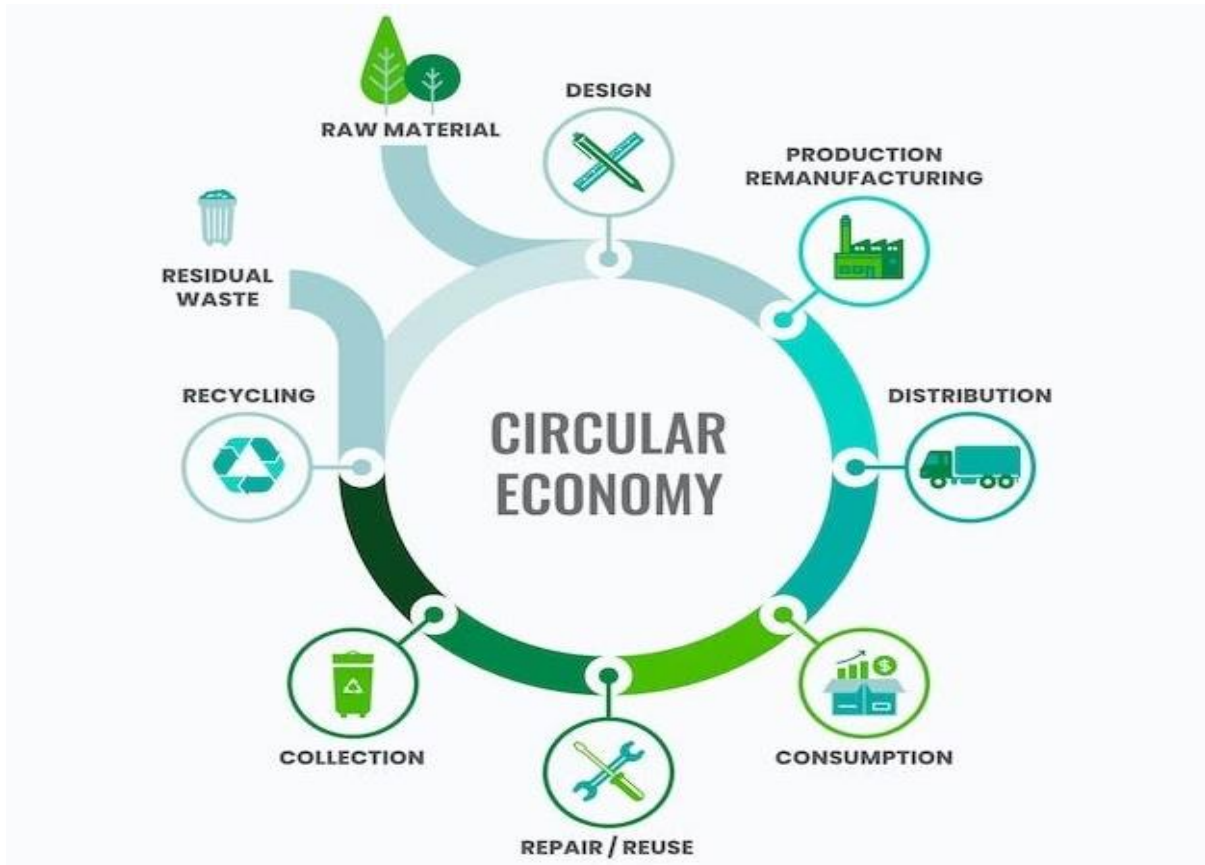 DESIGN
RAW MATERIAL
PRODUCTION
REMANUFACTURING
RESIDUAL
WASTE
RECYCLING
DISTRIBUTION
CIRCULAR
ECONOMY
$
COLLECTION
CONSUMPTION
REPAIR / REUSE